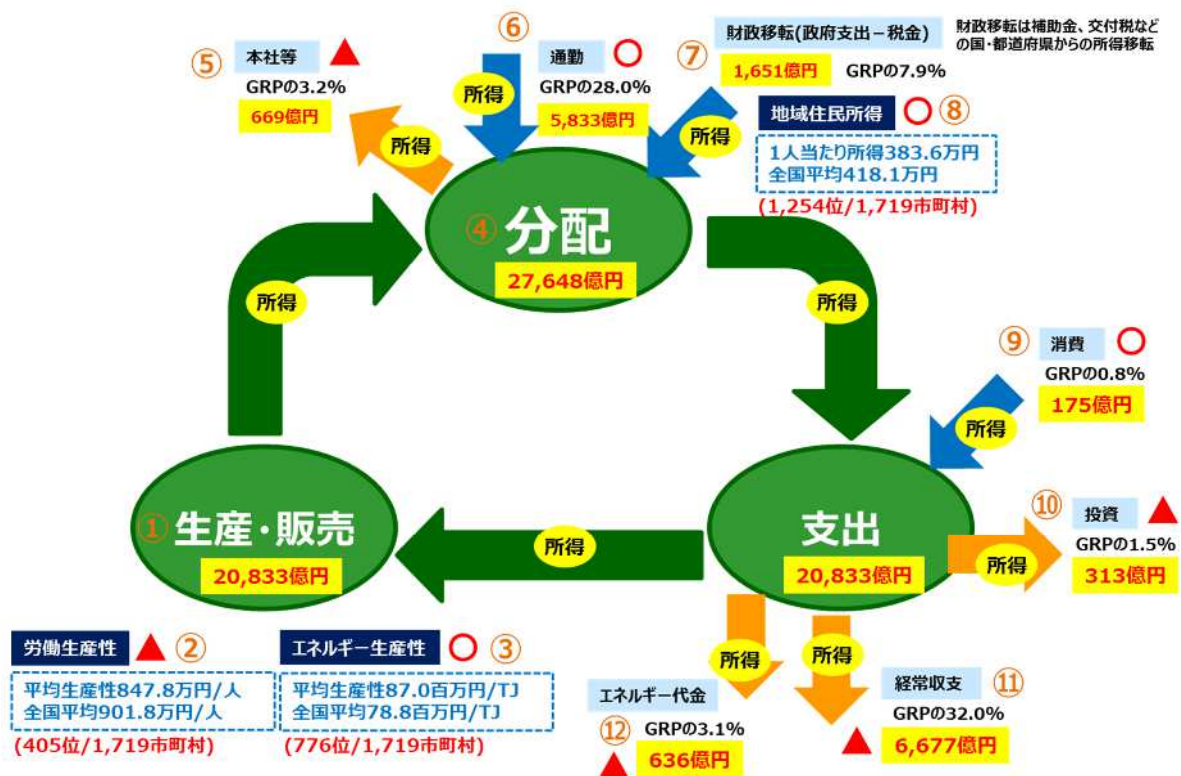 ⑤ 本社等 ▲
GRPの3.2%
669億円
所得
⑥ 通勤 ○
GRPの28.0%
5,833億円
所得
⑦ 財政移転(政府支出－税金)
1,651億円 GRPの7.9%
所得
財政移転は補助金、交付税など
の国・都道府県からの所得移転
地域住民所得 ○ ⑧
1人当たり所得383.6万円
全国平均418.1万円
(1,254位/1,719市町村)
④ 分配
27,648億円
所得
所得
⑨ 消費 ○
GRPの0.8%
175億円
所得
① 生産・販売
20,833億円
所得
支出
20,833億円
⑩ 投資 ▲
GRPの1.5%
313億円
所得
労働生産性 ▲ ②
平均生産性847.8万円/人
全国平均901.8万円/人
(405位/1,719市町村)
エネルギー生産性 ○ ③
平均生産性87.0百万円/TJ
全国平均78.8百万円/TJ
(776位/1,719市町村)
所得
エネルギー代金
⑫ GRPの3.1%
▲ 636億円
所得
経常収支 ⑪
GRPの32.0%
▲ 6,677億円